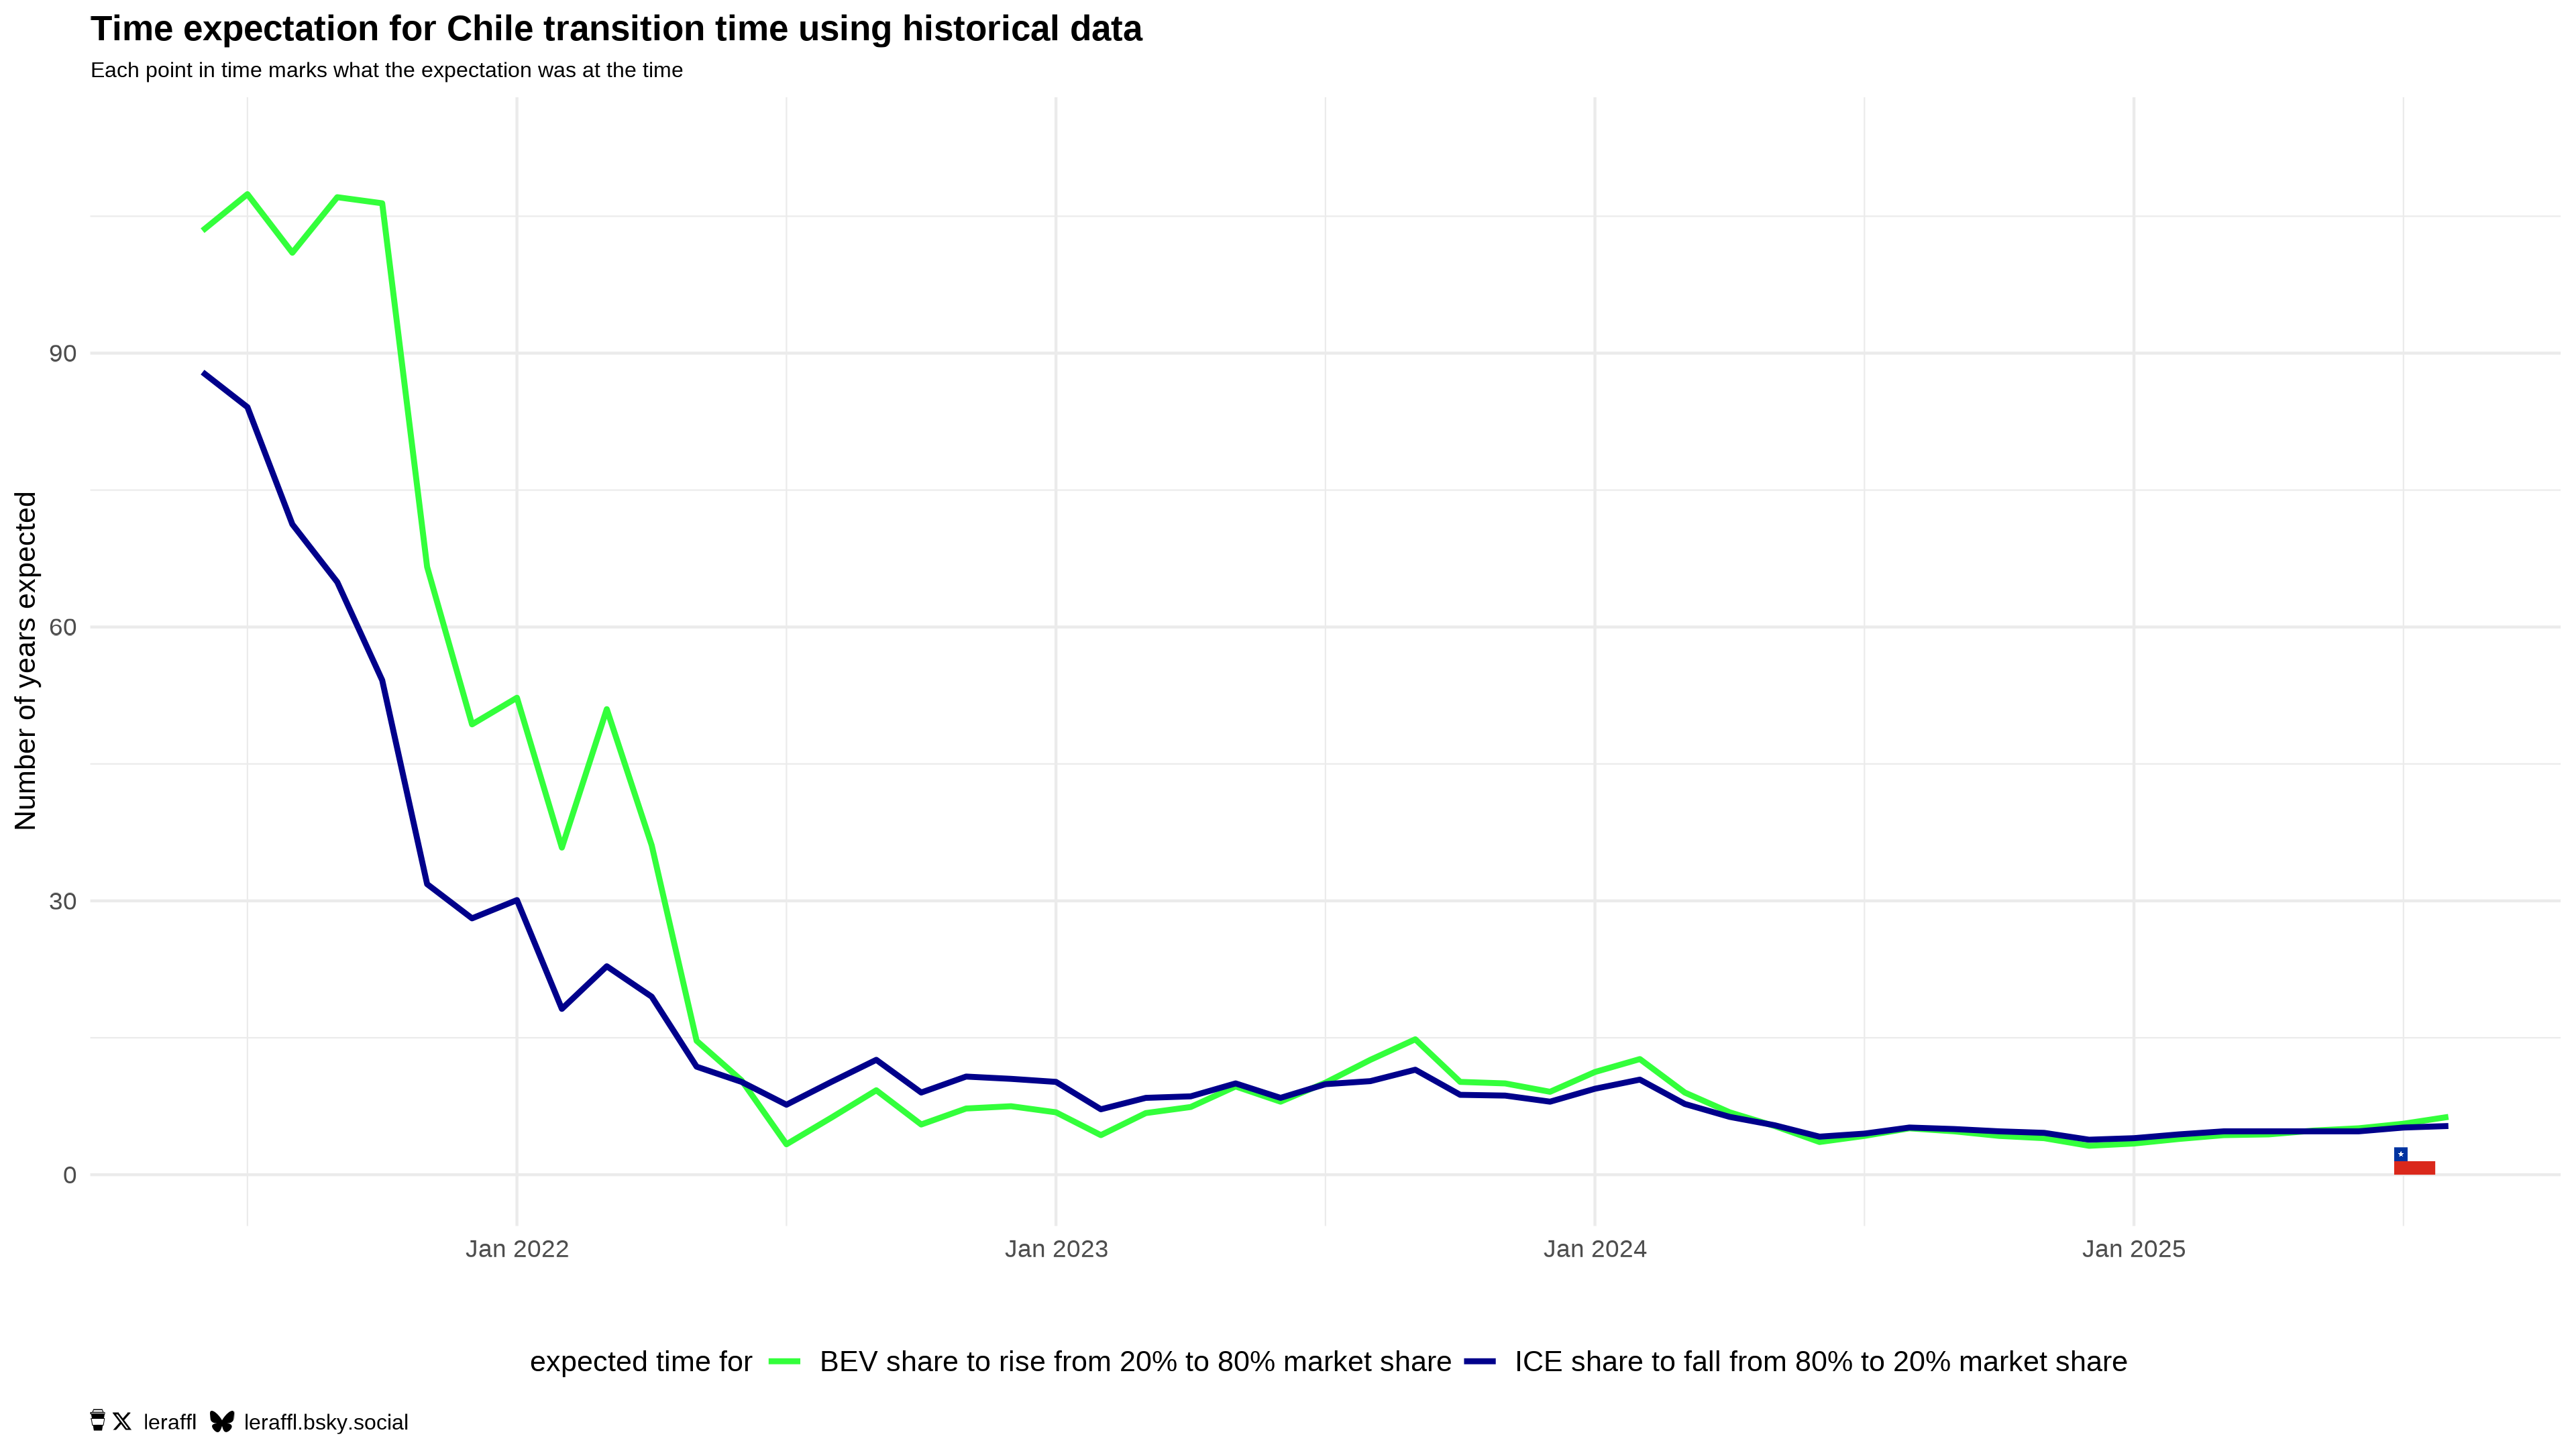 Time expectation for Chile transition time using historical data
Each point in time marks what the expectation was at the time
Number of years expected
90
60
30
0
Jan 2022
Jan 2023
Jan 2024
Jan 2025
expected time for BEV share to rise from 20% to 80% market share ICE share to fall from 80% to 20% market share
leraffl leraffl.bsky.social